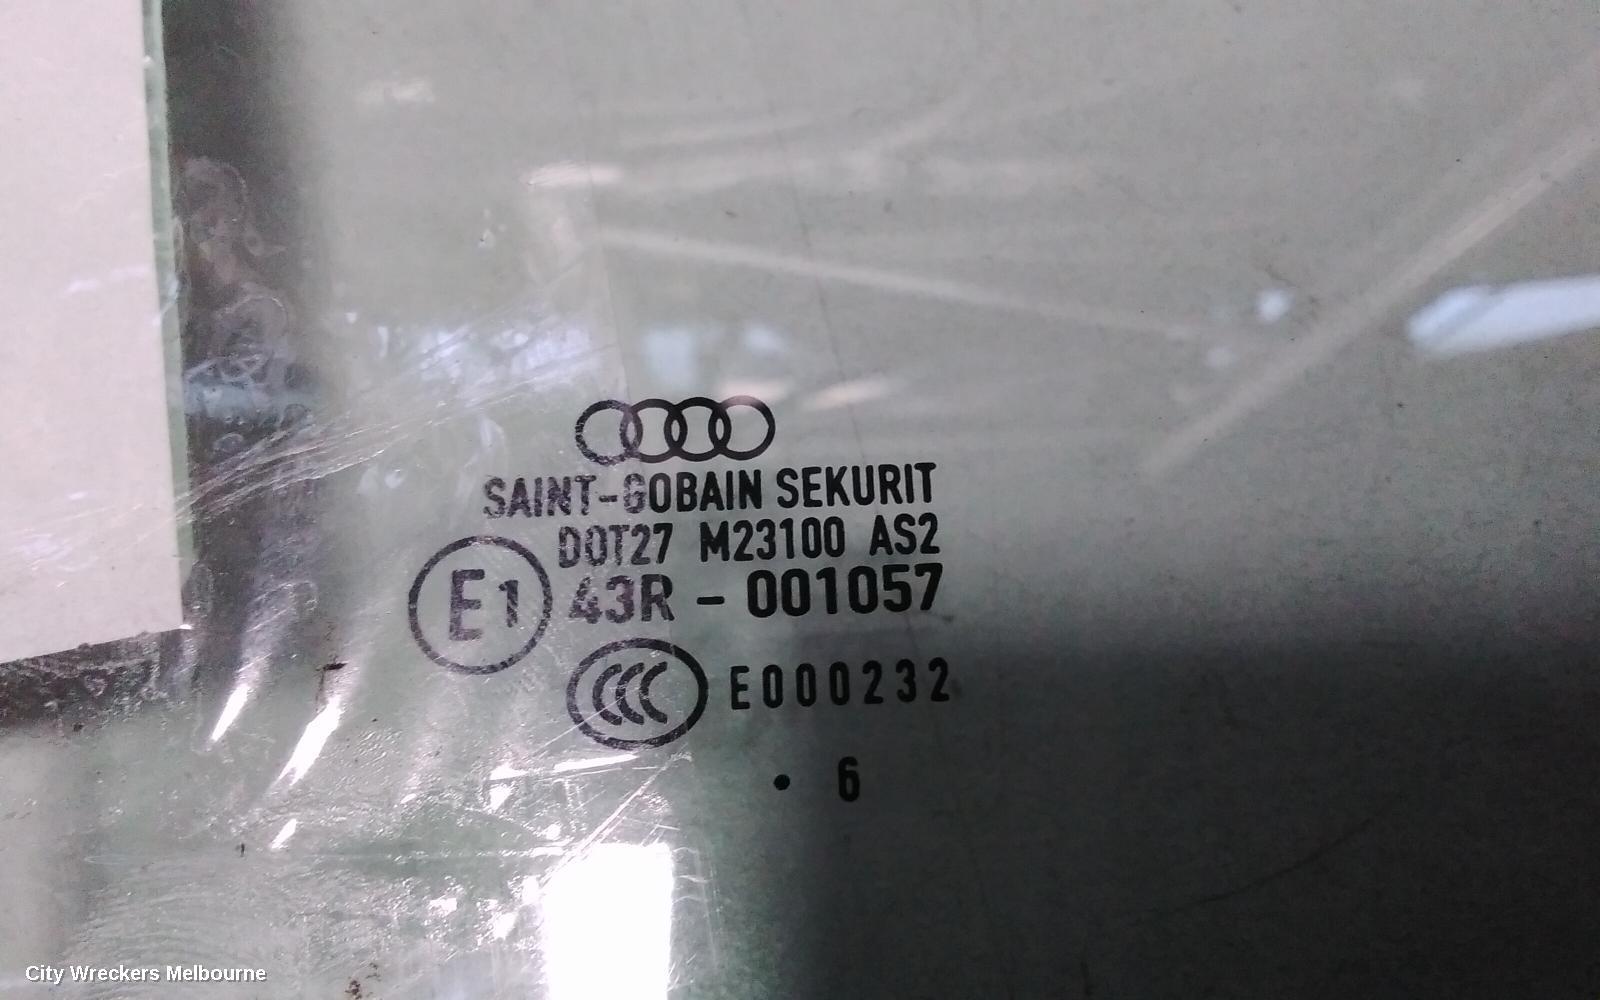 SAINT-GOBAIN SEKURIT
DOT27 M23100 AS2
E1 43R - 001057
CCC E000232
• 6
City Wreckers Melbourne